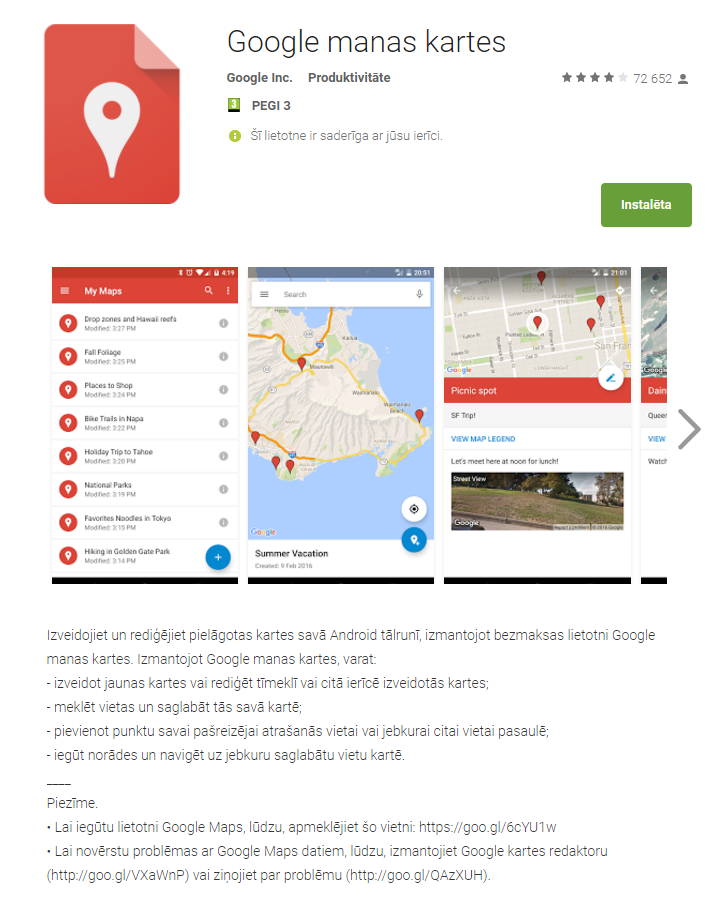 Google manas kartes
Google Inc. Produktivitāte 72 652
3 PEGI 3
Šī lietotne ir saderīga ar jūsu ierīci.
Instalēta
4:19
My Maps
Drop zones and Hawaii reefs
Modified: 3:27 PM
Fall Foliage
Modified: 3:25 PM
Places to Shop
Modified: 3:24 PM
Bike Trails in Napa
Modified: 3:22 PM
Holiday Trip to Tahoe
Modified: 3:20 PM
National Parks
Modified: 3:19 PM
Favorites Noodles in Tokyo
Modified: 3:15 PM
Hiking in Golden Gate Park
Modified: 3:14 PM
20:51
Search
Maunawili
Waimanalo
Waimanalo
Beach
Google
Summer Vacation
Created: 9 Feb 2016
21:01
San Fran
Google
Picnic spot
SF Trip!
VIEW MAP LEGEND
Let's meet here at noon for lunch!
Street View
Google
Google
Dain
Queer
VIEW
Watch
Izveidojiet un rediģējiet pielāgotas kartes savā Android tālrunī, izmantojot bezmaksas lietotni Google
manas kartes. Izmantojot Google manas kartes, varat:
- izveidot jaunas kartes vai rediģēt tīmeklī vai citā ierīcē izveidotās kartes;
- meklēt vietas un saglabāt tās savā kartē;
- pievienot punktu savai pašreizējai atrašanās vietai vai jebkurai citai vietai pasaulē;
- iegūt norādes un navigēt uz jebkuru saglabātu vietu kartē.
____
Piezīme.
• Lai iegūtu lietotni Google Maps, lūdzu, apmeklējiet šo vietni: https://goo.gl/6cYU1w
• Lai novērstu problēmas ar Google Maps datiem, lūdzu, izmantojiet Google kartes redaktoru
(http://goo.gl/VXaWnP) vai ziņojiet par problēmu (http://goo.gl/QAzXUH).